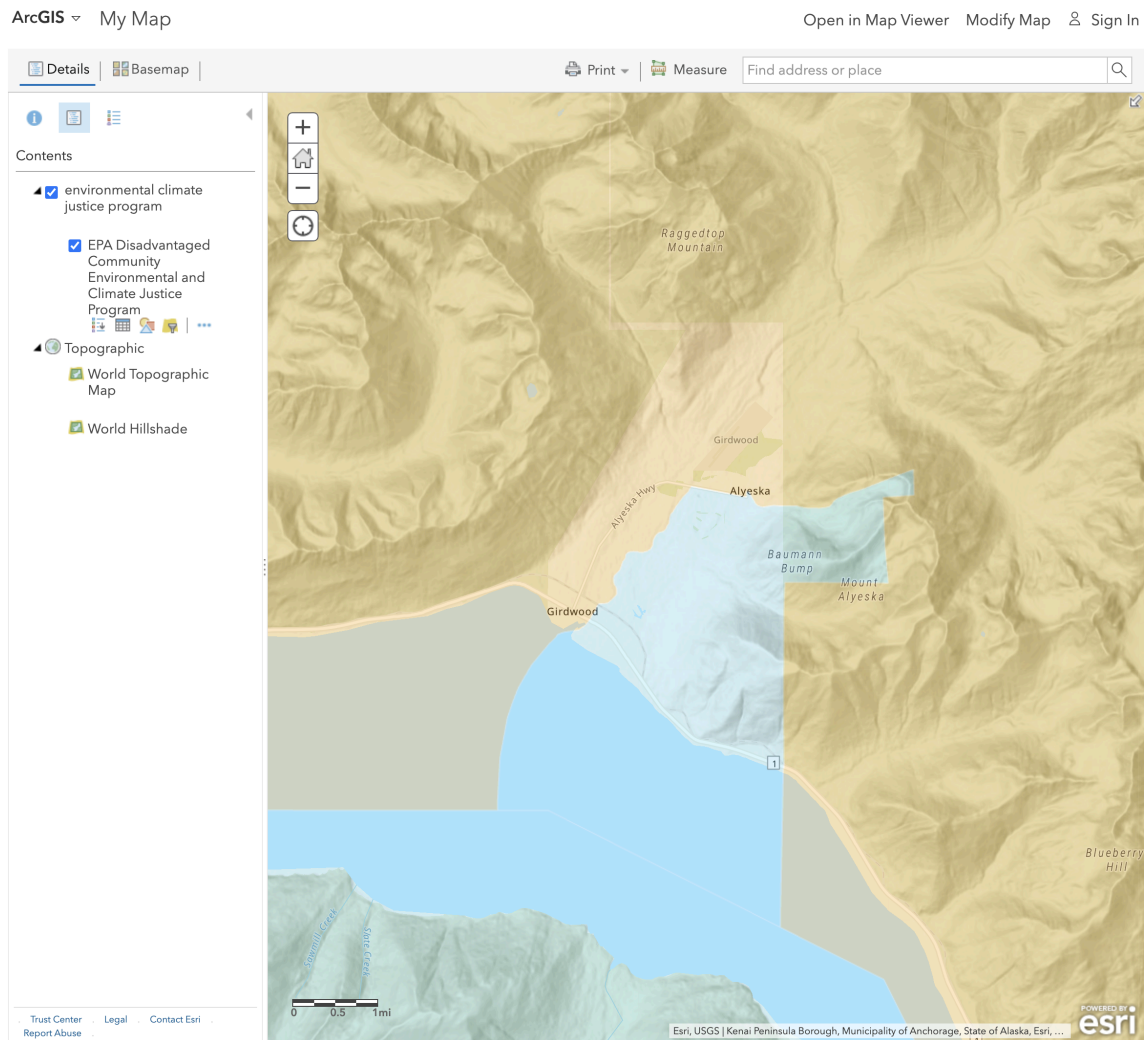 ArcGIS My Map
Open in Map Viewer Modify Map Sign In
Details Basemap
Print Measure
Find address or place
Contents
environmental climate
justice program
EPA Disadvantaged
Community
Environmental and
Climate Justice
Program
Topographic
World Topographic
Map
World Hillshade
Trust Center Legal Contact Esri
Report Abuse
Raggedtop
Mountain
Girdwood
Alyeska Hwy
Alyeska
Baumann
Bump
Mount
Alyeska
Girdwood
1
Blueberry
Hill
Sawmill Creek
Slate Creek
0 0.5 1mi
POWERED BY
esri
Esri, USGS | Kenai Peninsula Borough, Municipality of Anchorage, State of Alaska, Esri, ...